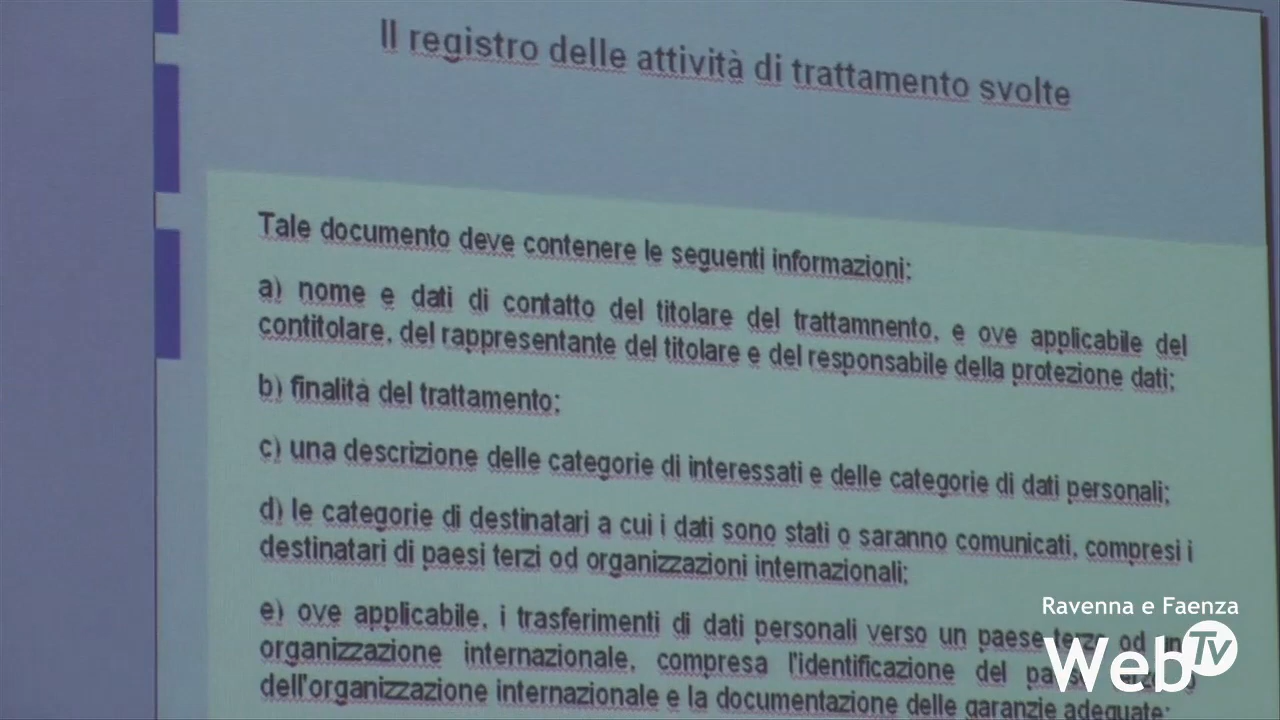 Il registro delle attività di trattamento svolte
Tale documento deve contenere le seguenti informazioni:
a) nome e dati di contatto del titolare del trattamnento, e ove applicabile del
contitolare, del rappresentante del titolare e del responsabile della protezione dati;
b) finalità del trattamento;
c) una descrizione delle categorie di interessati e delle categorie di dati personali;
d) le categorie di destinatari a cui i dati sono stati o saranno comunicati, compresi i
destinatari di paesi terzi od organizzazioni internazionali;
e) ove applicabile, i trasferimenti di dati personali verso un paese terzo od un
organizzazione internazionale, compresa l'identificazione del
dell'organizzazione internazionale e la documentazione delle garanzie adeguate;
Ravenna e Faenza
Web TV